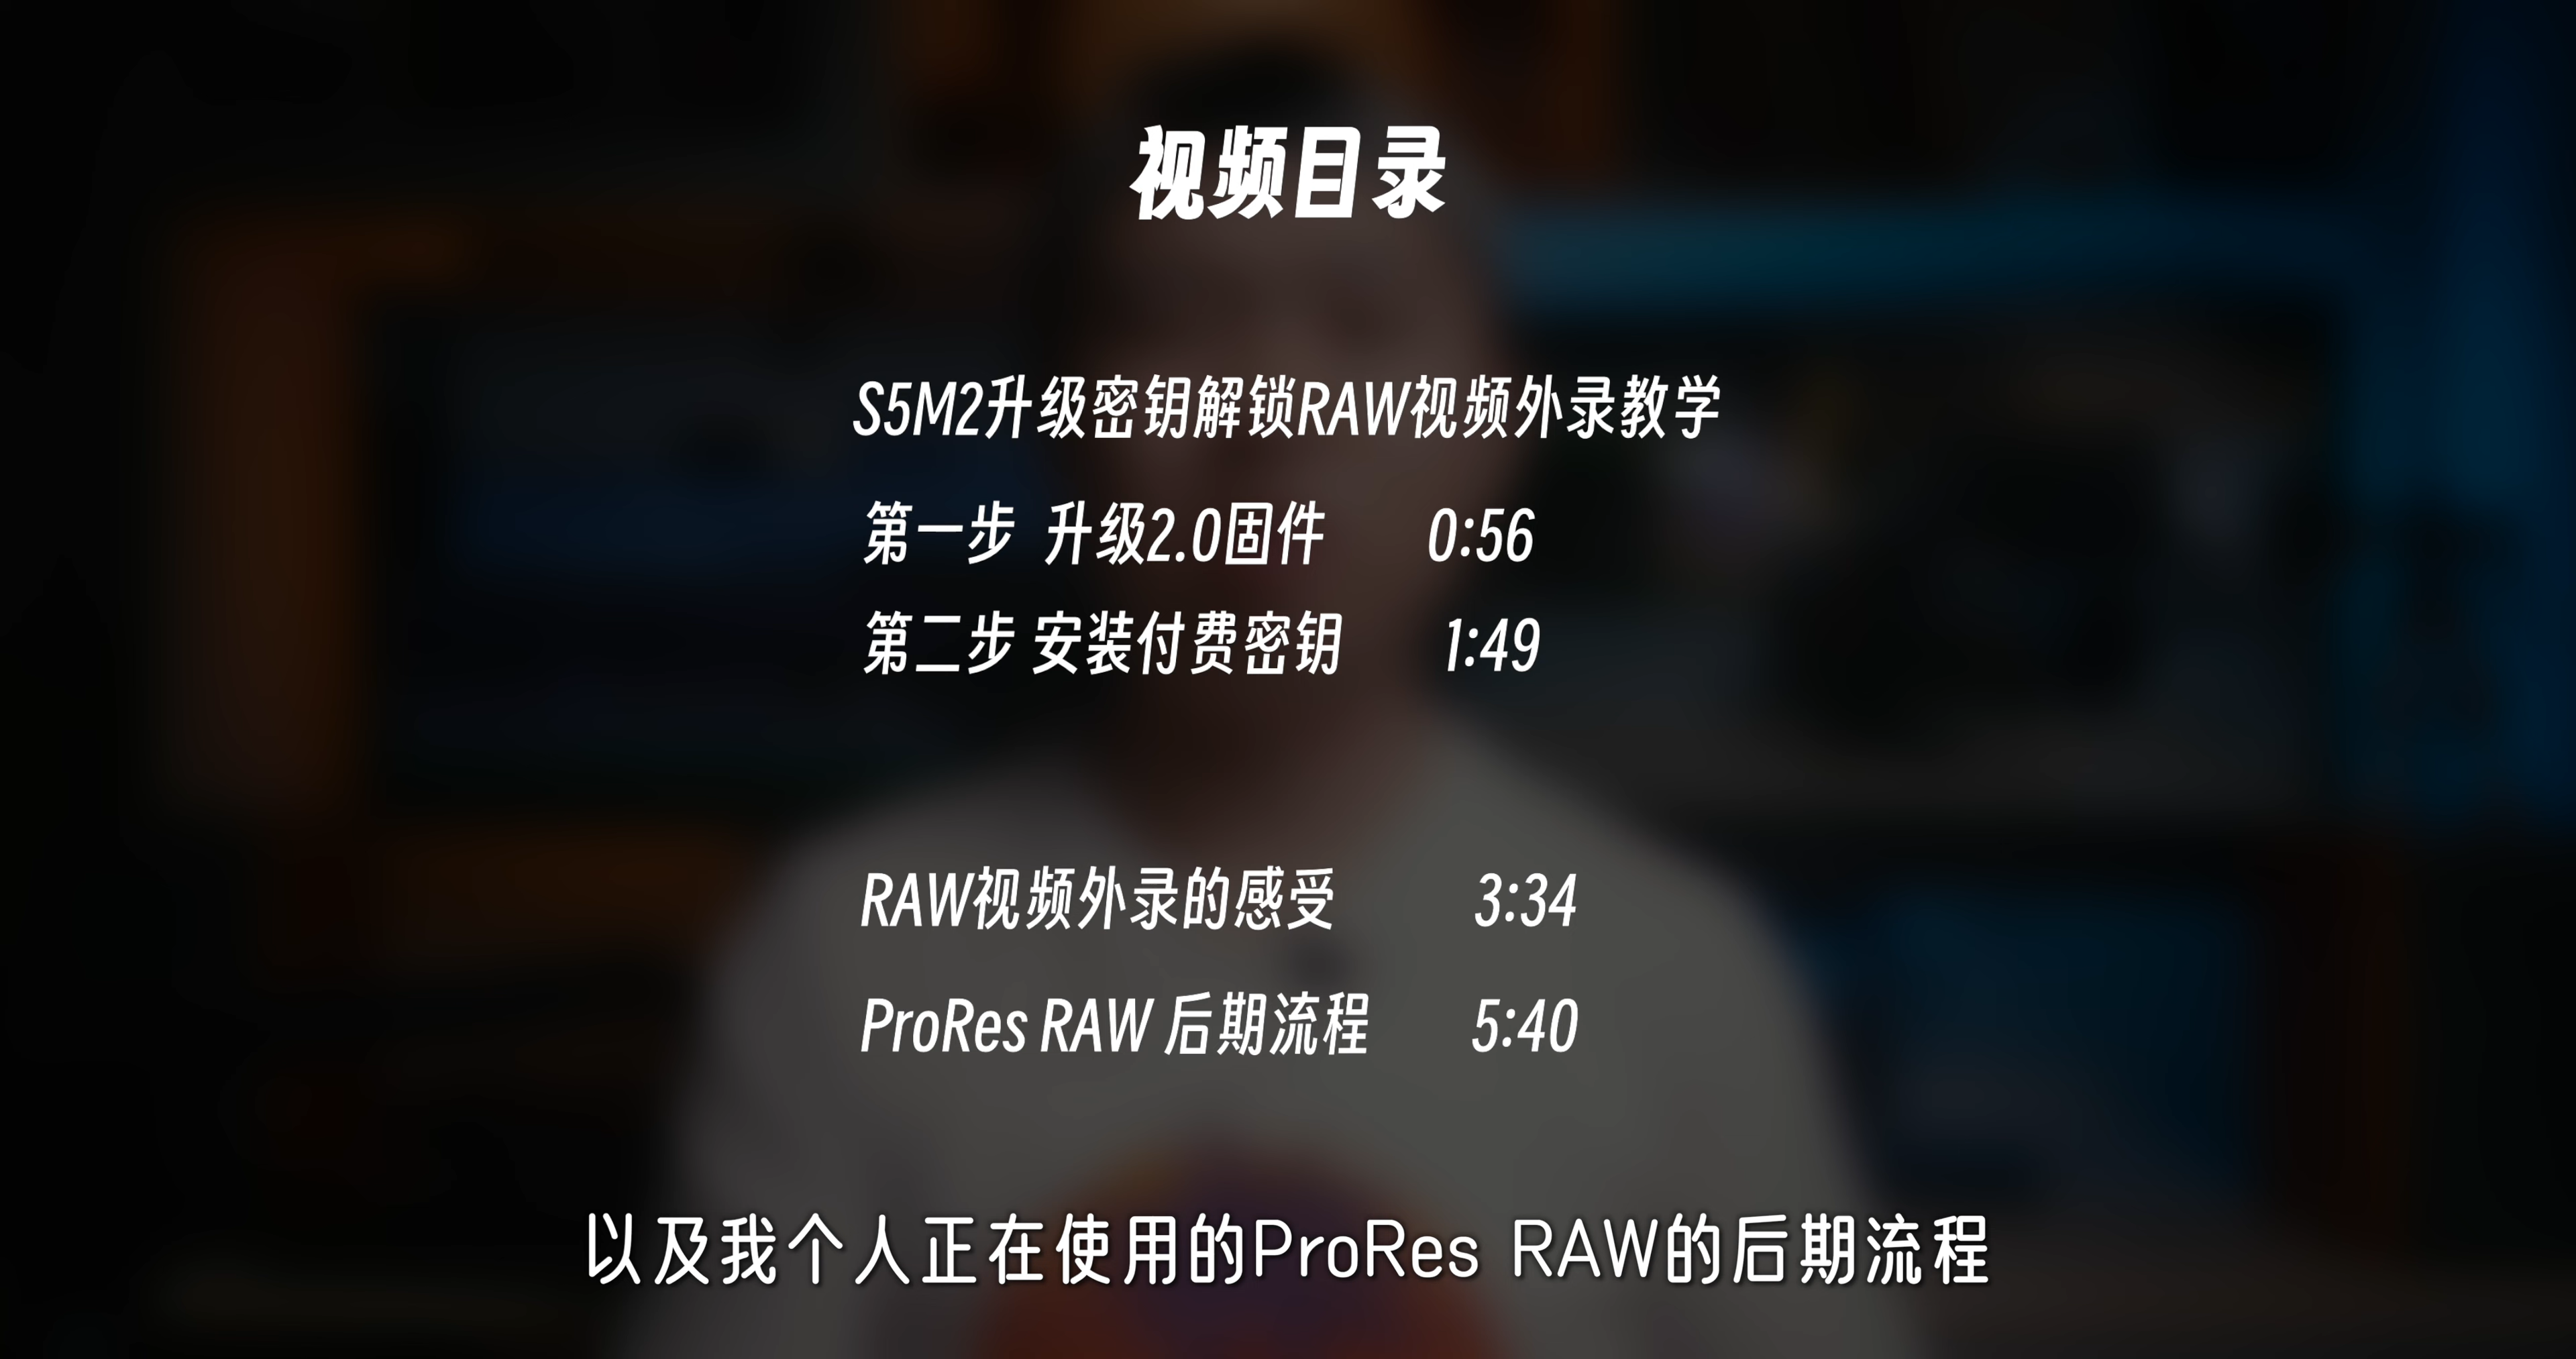 视频目录
S5M2升级密钥解锁RAW视频外录教学
第一步 升级2.0固件 0:56
第二步 安装付费密钥 1:49
RAW视频外录的感受 3:34
ProRes RAW 后期流程 5:40
以及我个人正在使用的ProRes RAW的后期流程